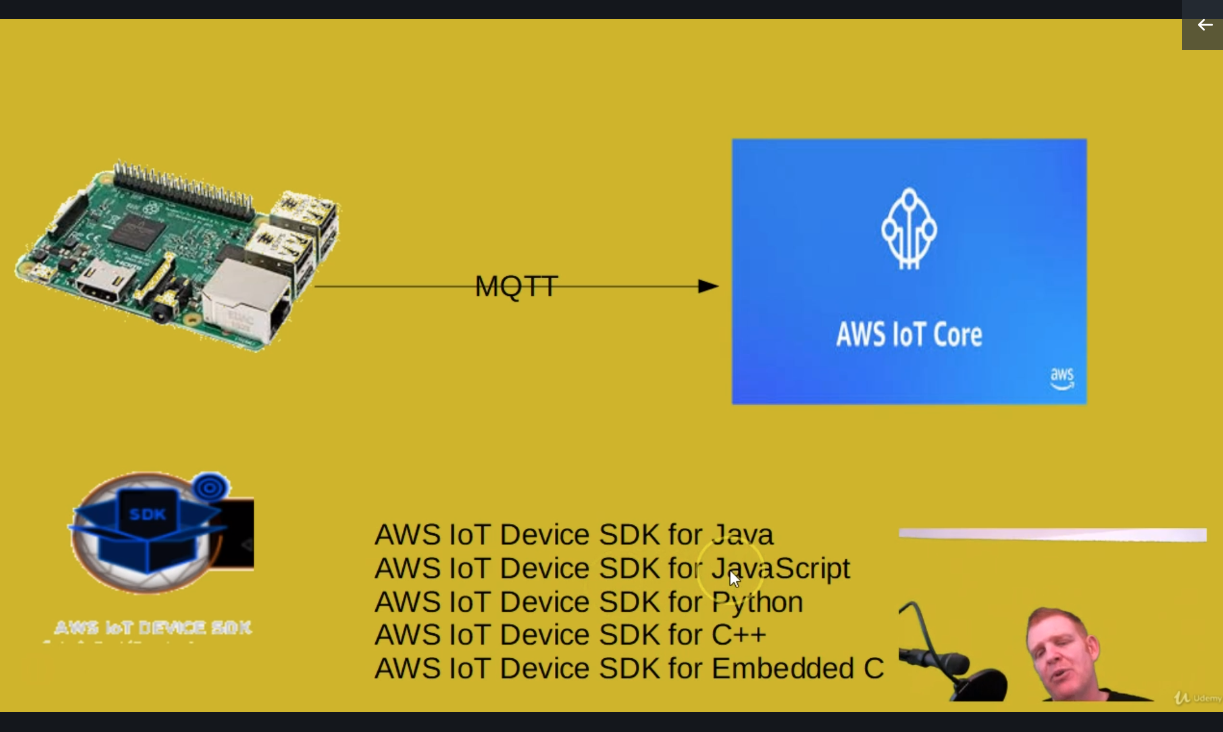 MQTT
AWS IoT Core
aws
SDK
AWS IoT DEVICE SDK
AWS IoT Device SDK for Java
AWS IoT Device SDK for JavaScript
AWS IoT Device SDK for Python
AWS IoT Device SDK for C++
AWS IoT Device SDK for Embedded C
Udemy